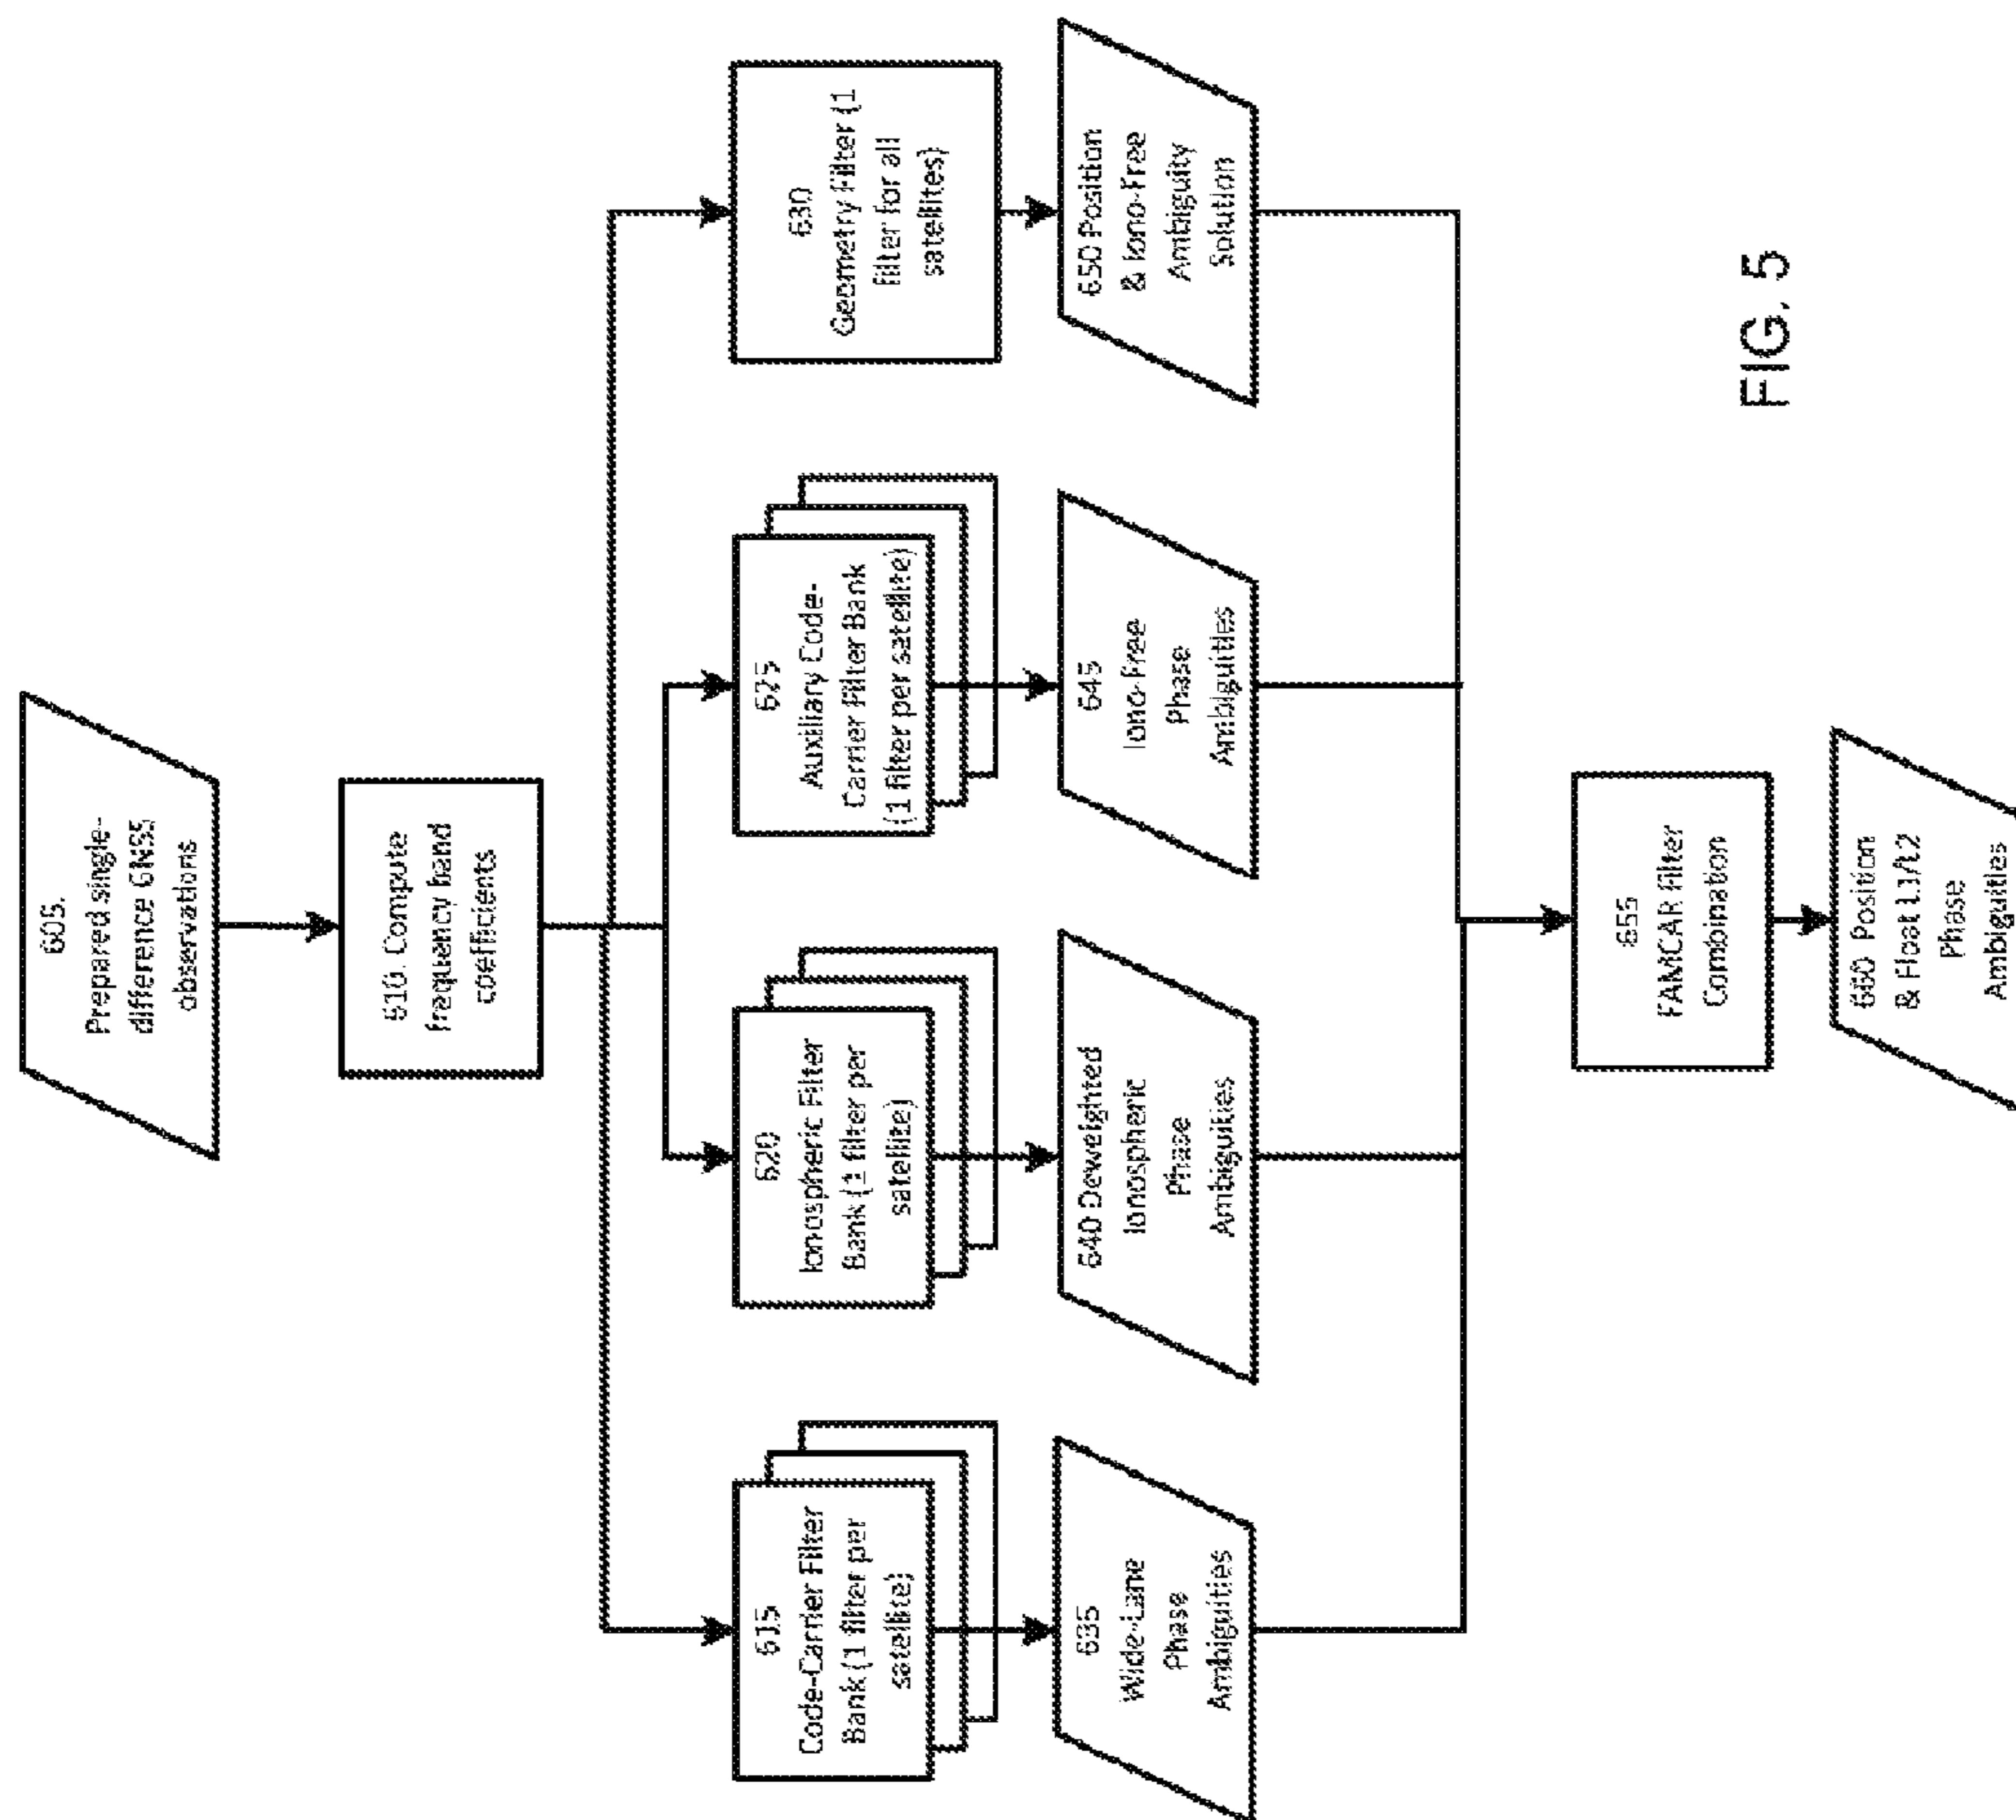 605.
Prepared single-
difference GNSS
observations
610. Compute
frequency band
coefficients
615
Code-Carrier Filter
Bank (1 filter per
satellite)
620
Ionospheric Filter
Bank (1 filter per
satellite)
625
Auxiliary Code-
Carrier Filter Bank
(1 filter per satellite)
630
Geometry Filter (1
filter for all
satellites)
635
Wide-Lane
Phase
Ambiguities
640 Deweighted
Ionospheric
Phase
Ambiguities
645
Iono-Free
Phase
Ambiguities
650 Position
& Iono-Free
Ambiguity
Solution
655
FAMCAR Filter
Combination
660 Position
& Float L1/L2
Phase
Ambiguities
FIG. 5